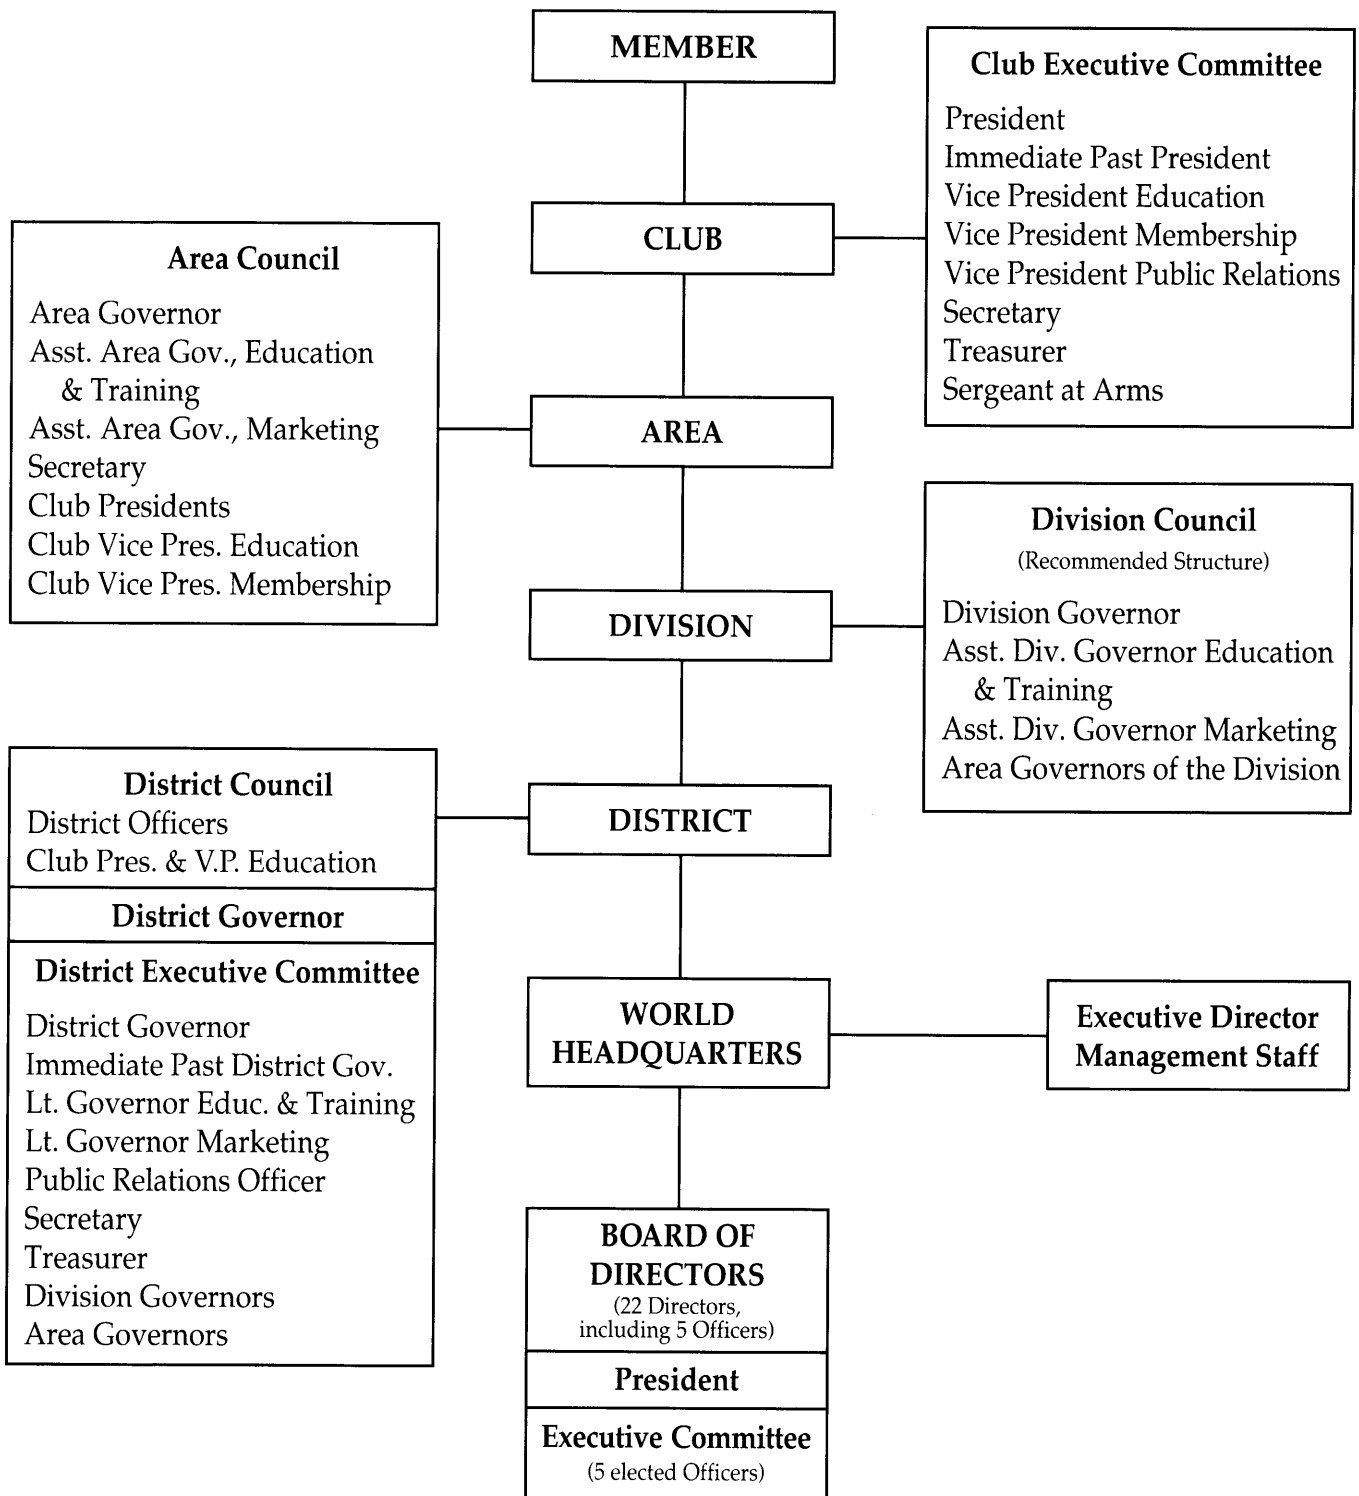 MEMBER
Club Executive Committee
President
Immediate Past President
Vice President Education
Vice President Membership
Vice President Public Relations
Secretary
Treasurer
Sergeant at Arms
CLUB
Area Council
Area Governor
Asst. Area Gov., Education
& Training
Asst. Area Gov., Marketing
Secretary
Club Presidents
Club Vice Pres. Education
Club Vice Pres. Membership
AREA
Division Council
(Recommended Structure)
Division Governor
Asst. Div. Governor Education
& Training
Asst. Div. Governor Marketing
Area Governors of the Division
DIVISION
District Council
District Officers
Club Pres. & V.P. Education
District Governor
District Executive Committee
District Governor
Immediate Past District Gov.
Lt. Governor Educ. & Training
Lt. Governor Marketing
Public Relations Officer
Secretary
Treasurer
Division Governors
Area Governors
DISTRICT
WORLD
HEADQUARTERS
Executive Director
Management Staff
BOARD OF
DIRECTORS
(22 Directors,
including 5 Officers)
President
Executive Committee
(5 elected Officers)